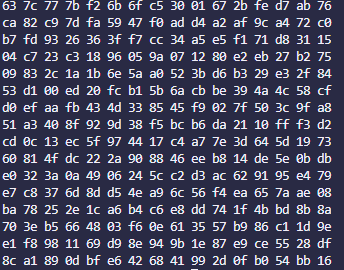 63 7c 77 7b f2 6b 6f c5 30 01 67 2b fe d7 ab 76
ca 82 c9 7d fa 59 47 f0 ad d4 a2 af 9c a4 72 c0
b7 fd 93 26 36 3f f7 cc 34 a5 e5 f1 71 d8 31 15
04 c7 23 c3 18 96 05 9a 07 12 80 e2 eb 27 b2 75
09 83 2c 1a 1b 6e 5a a0 52 3b d6 b3 29 e3 2f 84
53 d1 00 ed 20 fc b1 5b 6a cb be 39 4a 4c 58 cf
d0 ef aa fb 43 4d 33 85 45 f9 02 7f 50 3c 9f a8
51 a3 40 8f 92 9d 38 f5 bc b6 da 21 10 ff f3 d2
cd 0c 13 ec 5f 97 44 17 c4 a7 7e 3d 64 5d 19 73
60 81 4f dc 22 2a 90 88 46 ee b8 14 de 5e 0b db
e0 32 3a 0a 49 06 24 5c c2 d3 ac 62 91 95 e4 79
e7 c8 37 6d 8d d5 4e a9 6c 56 f4 ea 65 7a ae 08
ba 78 25 2e 1c a6 b4 c6 e8 dd 74 1f 4b bd 8b 8a
70 3e b5 66 48 03 f6 0e 61 35 57 b9 86 c1 1d 9e
e1 f8 98 11 69 d9 8e 94 9b 1e 87 e9 ce 55 28 df
8c a1 89 0d bf e6 42 68 41 99 2d 0f b0 54 bb 16